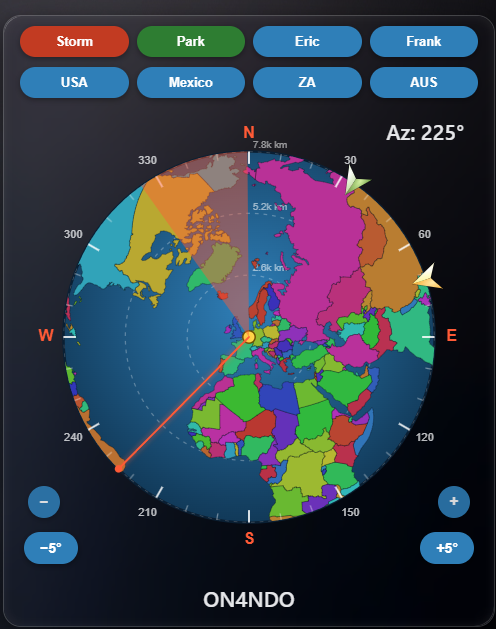 Storm Park Eric Frank
USA Mexico ZA AUS
N
Az: 225°
7.8k km
330 30
5.2k km
300 60
2.6k km
W E
240 120
210 150
− +
−5° S +5°
ON4NDO